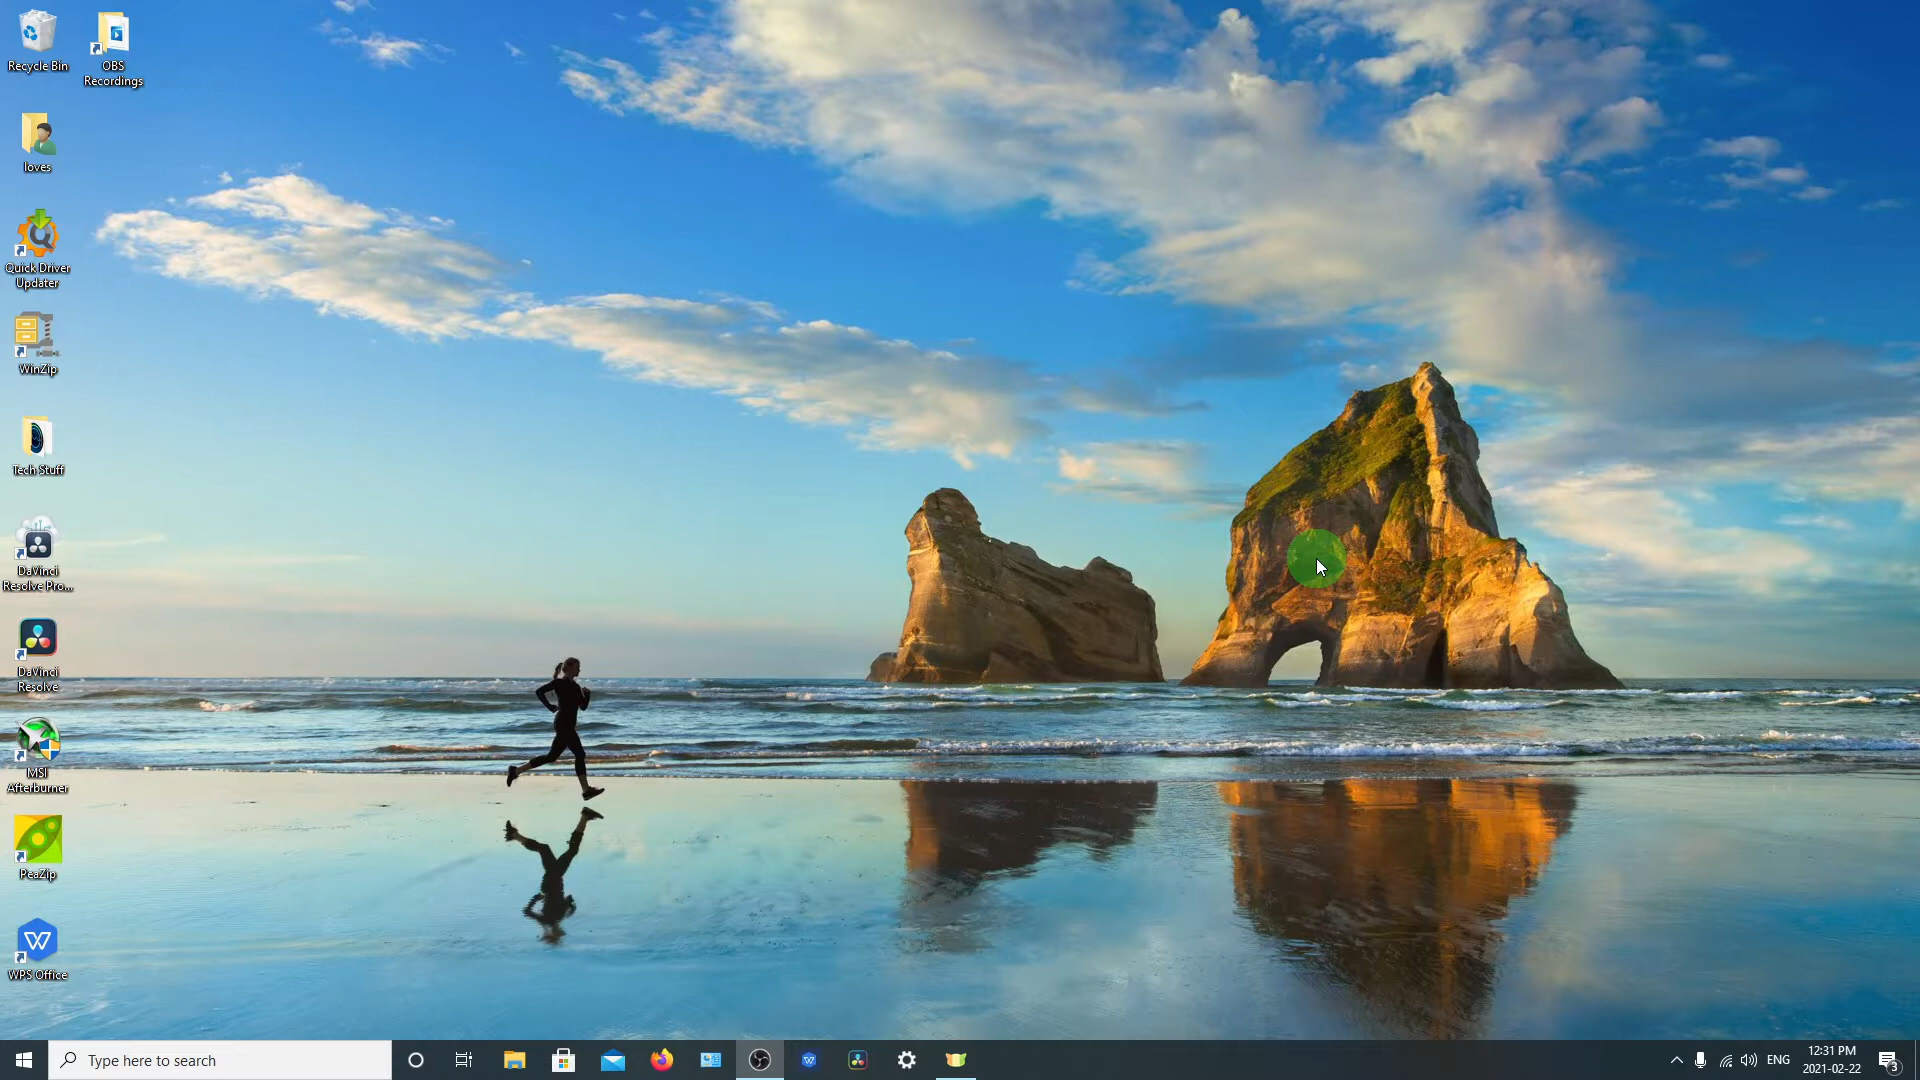 Recycle Bin
OBS
Recordings
loves
Quick Driver
Updater
WinZip
Tech Stuff
DaVinci
Resolve Pro...
DaVinci
Resolve
MSI
Afterburner
PeaZip
W
WPS Office
Type here to search
W
ENG
12:31 PM
2021-02-22
3